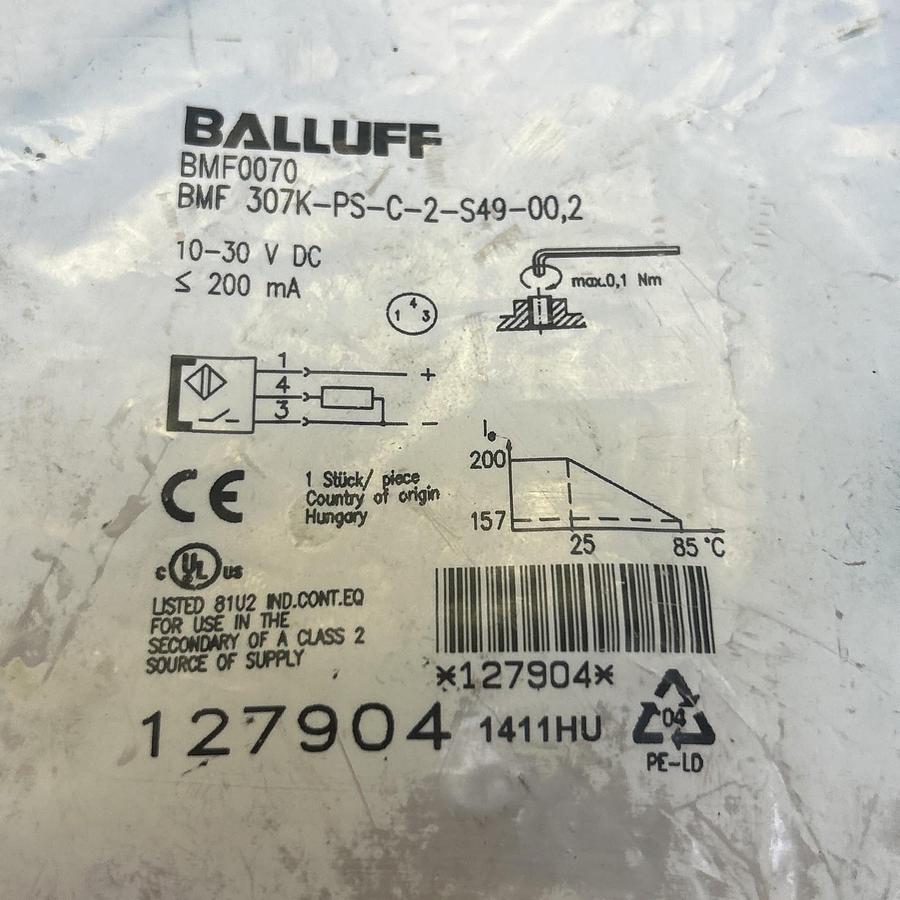 BALLUFF
BMF0070
BMF 307K-PS-C-2-S49-00,2
10-30 V DC
≤ 200 mA
max.0,1 Nm
4
1 3
1
+
4
3
−
Iₑ
200
157
25
85 °C
CE
1 Stück/ piece
Country of origin
Hungary
c UL us
LISTED 81U2 IND.CONT.EQ
FOR USE IN THE
SECONDARY OF A CLASS 2
SOURCE OF SUPPLY
*127904*
127904
1411HU
04
PE-LD